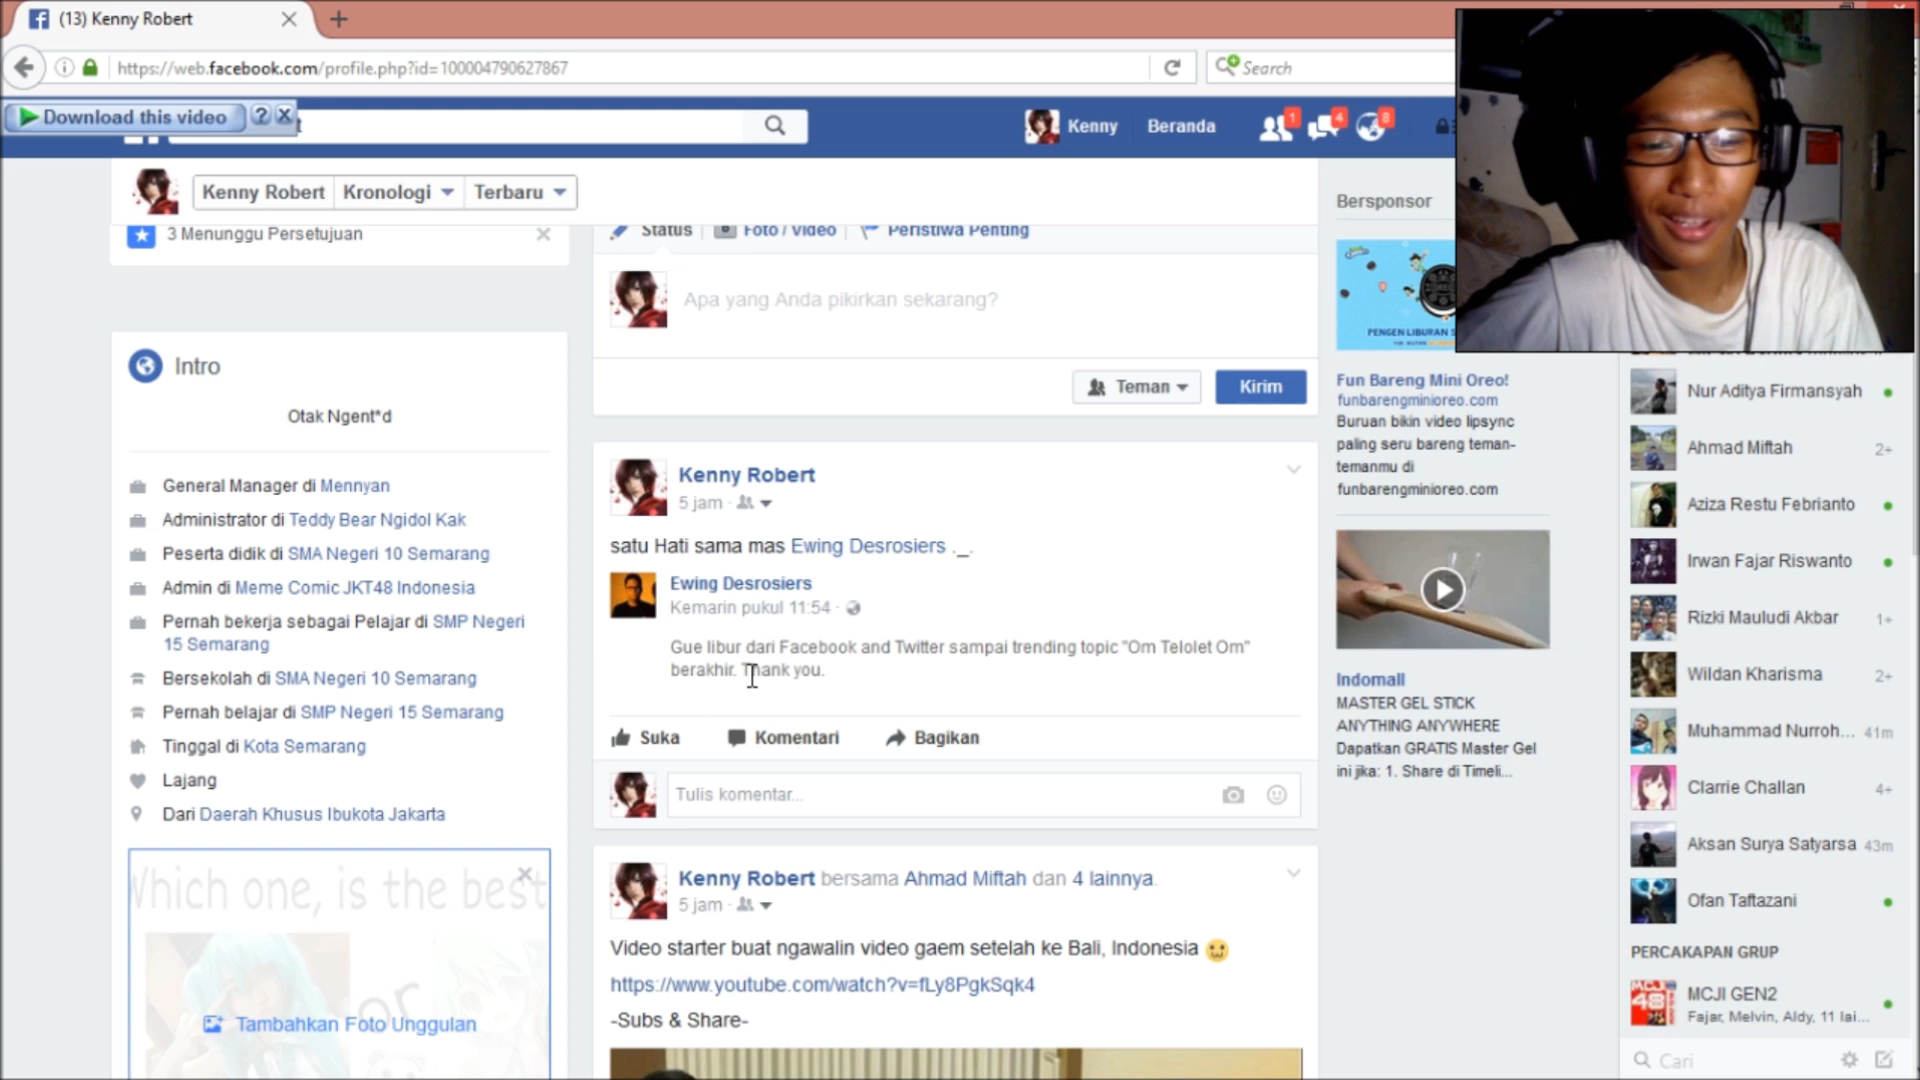 (13) Kenny Robert
https://web.facebook.com/profile.php?id=100004790627867
Search
Download this video
?
Kenny
Beranda
1
4
8
Kenny Robert
Kronologi
Terbaru
3 Menunggu Persetujuan
Intro
Otak Ngent*d
General Manager di Mennyan
Administrator di Teddy Bear Ngidol Kak
Peserta didik di SMA Negeri 10 Semarang
Admin di Meme Comic JKT48 Indonesia
Pernah bekerja sebagai Pelajar di SMP Negeri
15 Semarang
Bersekolah di SMA Negeri 10 Semarang
Pernah belajar di SMP Negeri 15 Semarang
Tinggal di Kota Semarang
Lajang
Dari Daerah Khusus Ibukota Jakarta
Which one, is the best
or
Tambahkan Foto Unggulan
Status
Foto / Video
Peristiwa Penting
Apa yang Anda pikirkan sekarang?
Teman
Kirim
Kenny Robert
5 jam
satu Hati sama mas Ewing Desrosiers ._.
Ewing Desrosiers
Kemarin pukul 11:54
Gue libur dari Facebook and Twitter sampai trending topic "Om Telolet Om"
berakhir. Thank you.
Suka
Komentari
Bagikan
Tulis komentar...
Kenny Robert bersama Ahmad Miftah dan 4 lainnya.
5 jam
Video starter buat ngawalin video gaem setelah ke Bali, Indonesia
https://www.youtube.com/watch?v=fLy8PgkSqk4
-Subs & Share-
Bersponsor
PENGEN LIBURAN
Fun Bareng Mini Oreo!
funbarengminioreo.com
Buruan bikin video lipsync
paling seru bareng teman-
temanmu di
funbarengminioreo.com
Indomall
MASTER GEL STICK
ANYTHING ANYWHERE
Dapatkan GRATIS Master Gel
ini jika: 1. Share di Timeli...
Nur Aditya Firmansyah
Ahmad Miftah 2+
Aziza Restu Febrianto
Irwan Fajar Riswanto
Rizki Mauludi Akbar 1+
Wildan Kharisma 2+
Muhammad Nurroh... 41m
Clarrie Challan 4+
Aksan Surya Satyarsa 43m
Ofan Taftazani
PERCAKAPAN GRUP
MCJI
48
MCJI GEN2
Fajar, Melvin, Aldy, 11 lai...
Cari